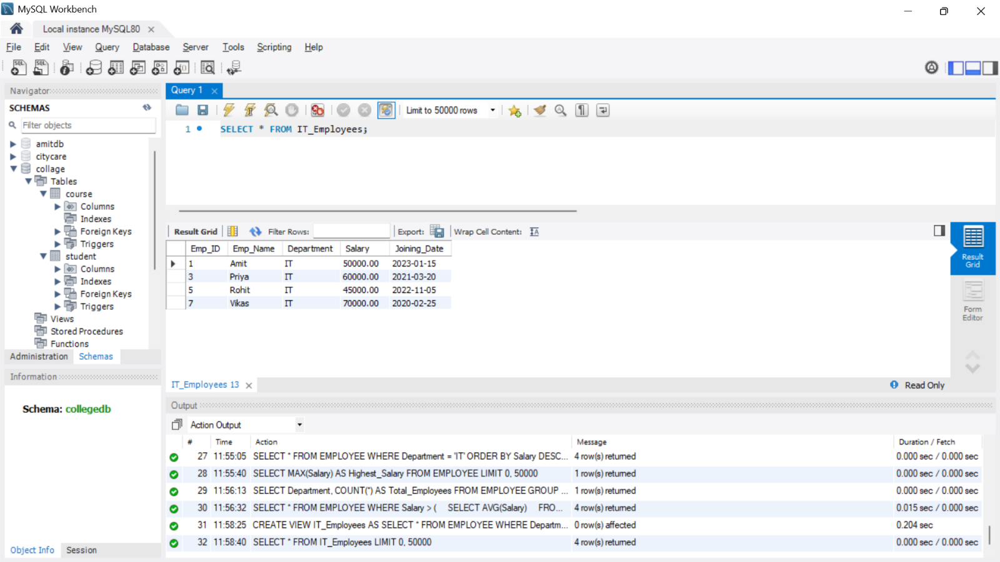 MySQL Workbench
Local instance MySQL80
File Edit View Query Database Server Tools Scripting Help
Navigator
SCHEMAS
Filter objects
amitdb
citycare
collage
Tables
course
Columns
Indexes
Foreign Keys
Triggers
student
Columns
Indexes
Foreign Keys
Triggers
Views
Stored Procedures
Functions
Administration Schemas
Information
Schema: collegedb
Object Info Session
Query 1
Limit to 50000 rows
1 SELECT * FROM IT_Employees;
Result Grid Filter Rows: Export: Wrap Cell Content:
Emp_ID Emp_Name Department Salary Joining_Date
1 Amit IT 50000.00 2023-01-15
3 Priya IT 60000.00 2021-03-20
5 Rohit IT 45000.00 2022-11-05
7 Vikas IT 70000.00 2020-02-25
Result
Grid
Form
Editor
IT_Employees 13
Read Only
Output
Action Output
# Time Action Message Duration / Fetch
27 11:55:05 SELECT * FROM EMPLOYEE WHERE Department = 'IT' ORDER BY Salary DESC... 4 row(s) returned 0.000 sec / 0.000 sec
28 11:55:40 SELECT MAX(Salary) AS Highest_Salary FROM EMPLOYEE LIMIT 0, 50000 1 row(s) returned 0.000 sec / 0.000 sec
29 11:56:13 SELECT Department, COUNT(*) AS Total_Employees FROM EMPLOYEE GROUP ... 1 row(s) returned 0.000 sec / 0.000 sec
30 11:56:32 SELECT * FROM EMPLOYEE WHERE Salary > ( SELECT AVG(Salary) FRO... 4 row(s) returned 0.015 sec / 0.000 sec
31 11:58:25 CREATE VIEW IT_Employees AS SELECT * FROM EMPLOYEE WHERE Departm... 0 row(s) affected 0.204 sec
32 11:58:40 SELECT * FROM IT_Employees LIMIT 0, 50000 4 row(s) returned 0.000 sec / 0.000 sec